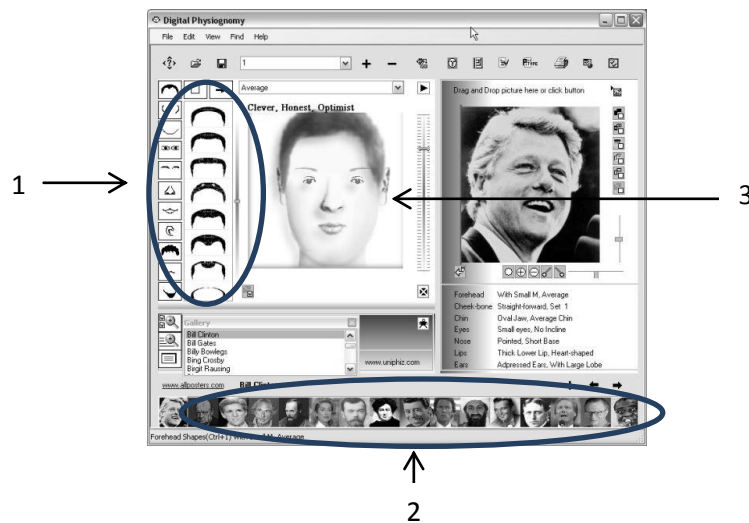 Digital Physiognomy
File Edit View Find Help
1
Average
Clever, Honest, Optimist
Drag and Drop picture here or click button
1
3
Forehead With Small M, Average
Cheek-bone Straight-forward, Set 1
Chin Oval Jaw, Average Chin
Eyes Small eyes, No Incline
Nose Pointed, Short Base
Lips Thick Lower Lip, Heart-shaped
Ears Adpressed Ears, With Large Lobe
Gallery
Bill Clinton
Bill Gates
Billy Bowlegs
Bing Crosby
Birgit Rausing
www.uniphiz.com
www.allposters.com
Forehead Shapes(Ctrl+1) With Small M, Average
2